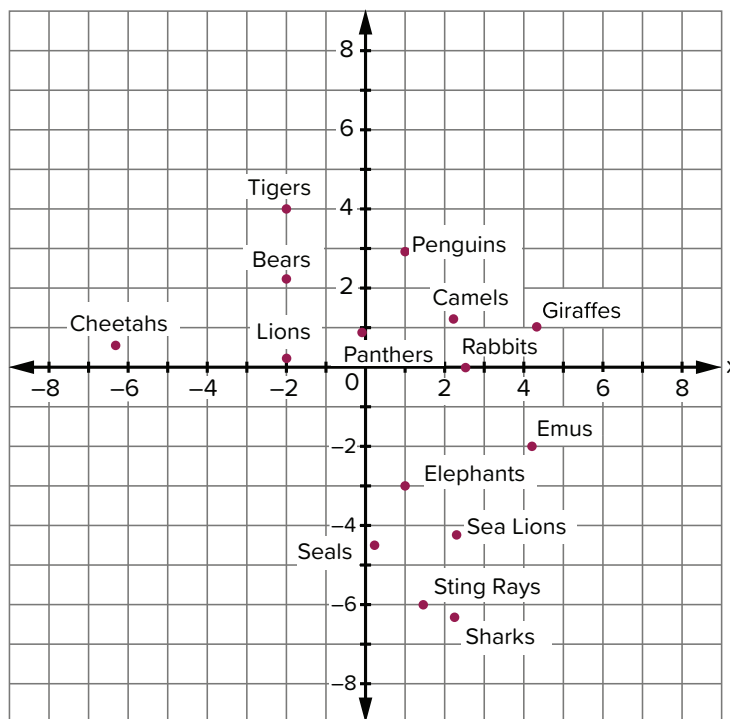 8
6
Tigers
4
Penguins
Bears
2
Camels
Giraffes
Cheetahs
Lions
Panthers
Rabbits
x
−8
−6
−4
−2
0
2
4
6
8
Emus
−2
Elephants
−4
Sea Lions
Seals
Sting Rays
−6
Sharks
−8